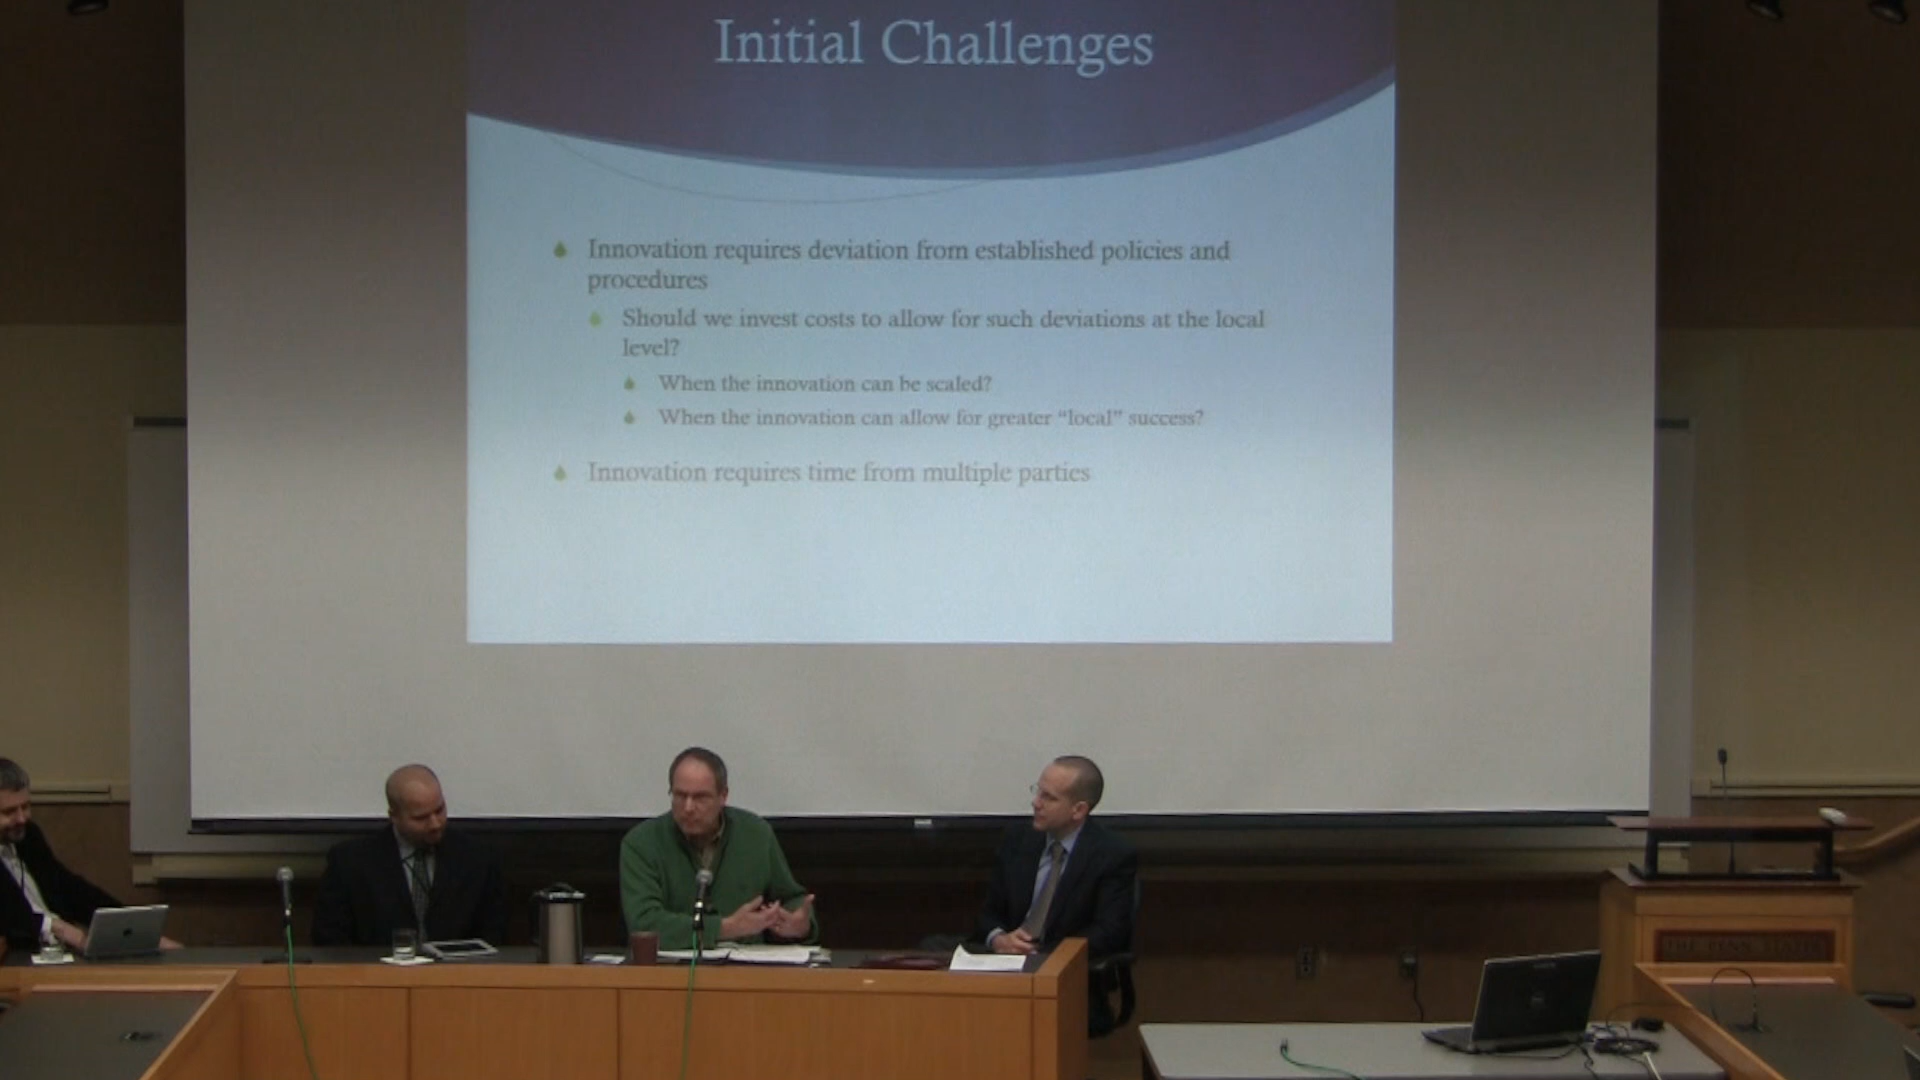 Initial Challenges
Innovation requires deviation from established policies and
procedures
Should we invest costs to allow for such deviations at the local
level?
When the innovation can be scaled?
When the innovation can allow for greater “local” success?
Innovation requires time from multiple parties